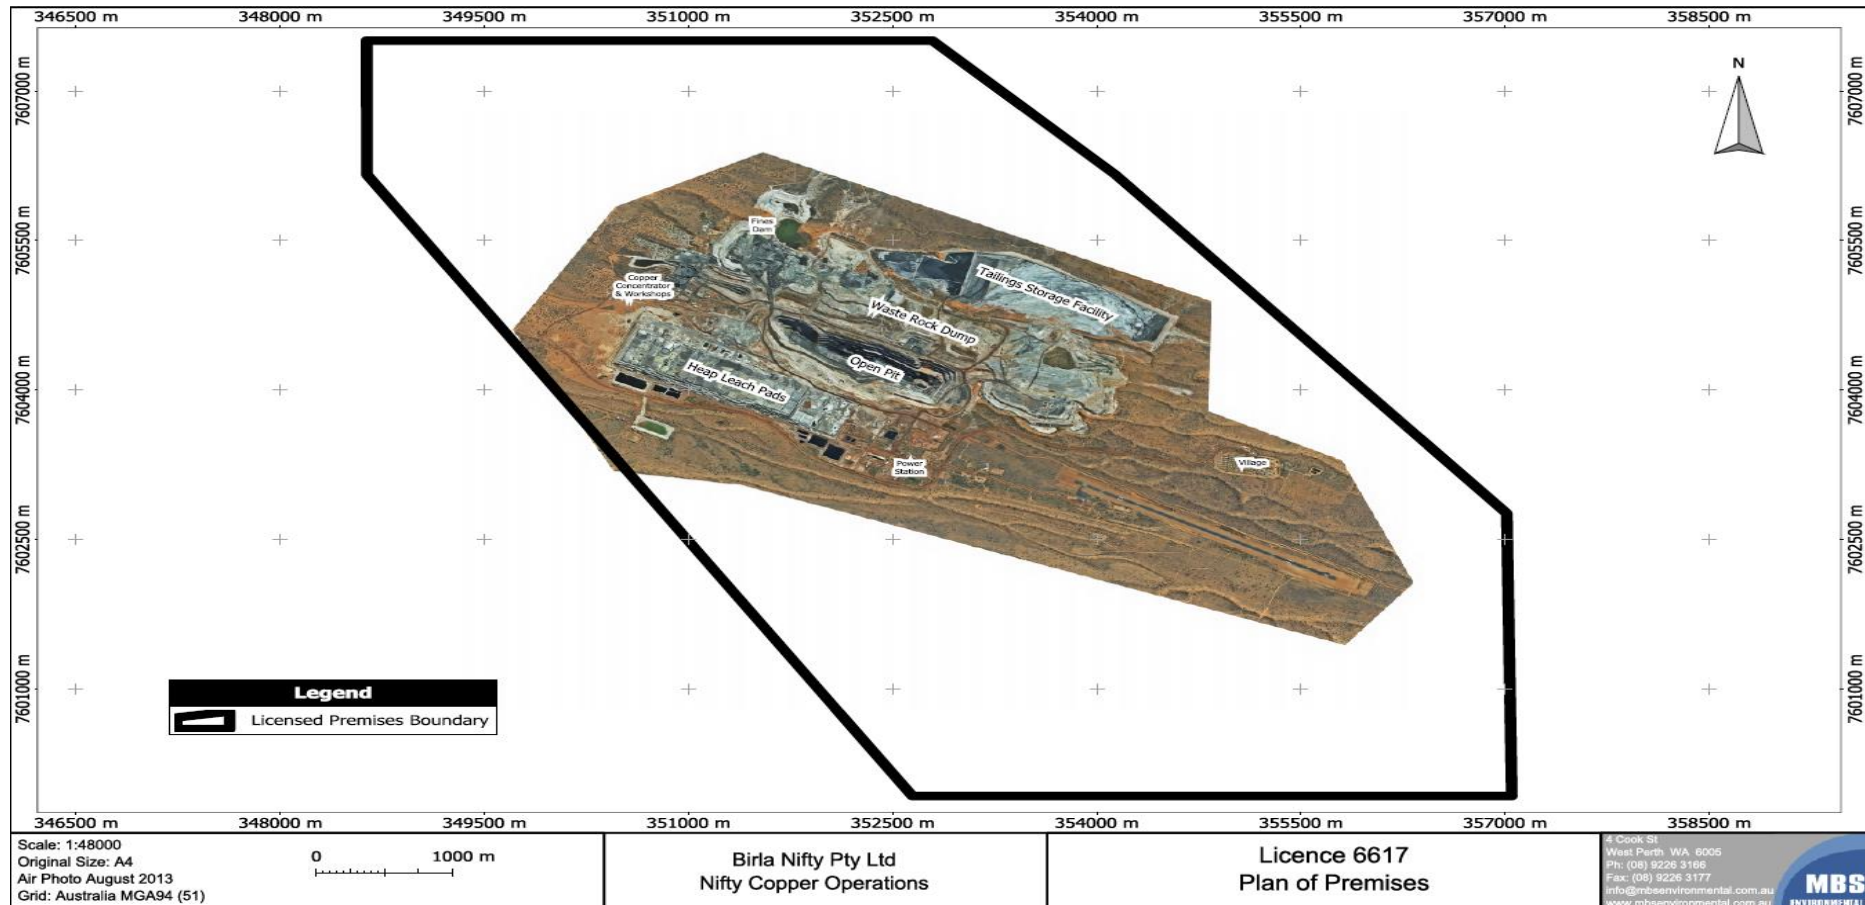 346500 m 348000 m 349500 m 351000 m 352500 m 354000 m 355500 m 357000 m 358500 m
7607000 m
7605500 m
7604000 m
7602500 m
7601000 m
N
7607000 m
7605500 m
7604000 m
7602500 m
7601000 m
Fines
Dam
Copper
Concentrator
& Workshops
Tailings Storage Facility
Waste Rock Dump
Open Pit
Heap Leach Pads
Power
Station
Village
Legend
Licensed Premises Boundary
346500 m 348000 m 349500 m 351000 m 352500 m 354000 m 355500 m 357000 m 358500 m
Scale: 1:48000
Original Size: A4
Air Photo August 2013
Grid: Australia MGA94 (51)
0 1000 m
Birla Nifty Pty Ltd
Nifty Copper Operations
Licence 6617
Plan of Premises
4 Cook St
West Perth WA 6005
Ph: (08) 9226 3166
Fax: (08) 9226 3177
info@mbsenvironmental.com.au
www.mbsenvironmental.com.au
MBS
ENVIRONMENTAL